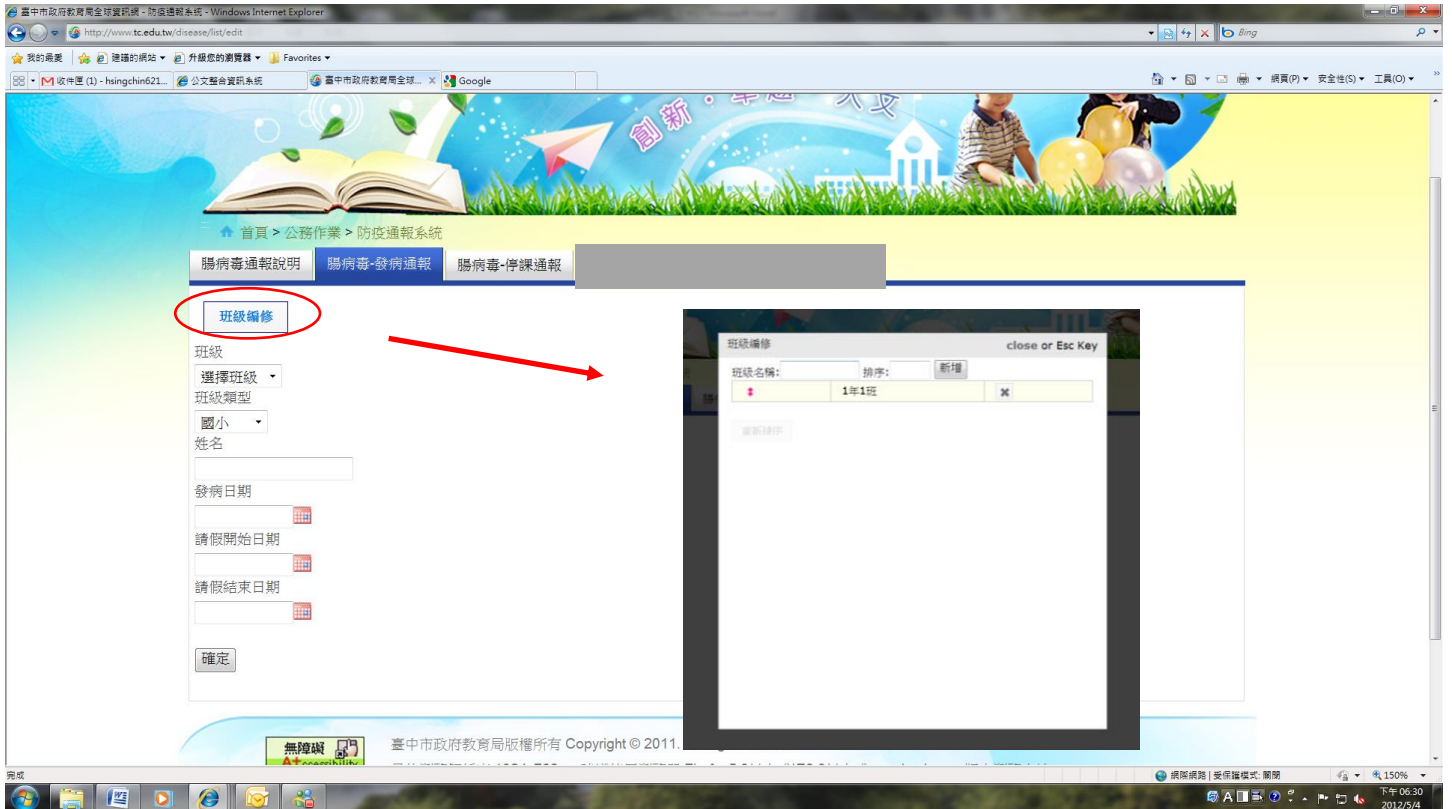 臺中市政府教育局全球資訊網 - 防疫通報系統 - Windows Internet Explorer
http://www.tc.edu.tw/disease/list/edit
Bing
我的最愛 建議的網站 升級您的瀏覽器 Favorites
收件匣 (1) - hsingchin621... 公文整合資訊系統 臺中市政府教育局全球... X Google 網頁(P) 安全性(S) 工具(O) »
創新‧卓越 人文
首頁 > 公務作業 > 防疫通報系統
腸病毒通報說明 腸病毒-發病通報 腸病毒-停課通報
班級編修
班級
選擇班級
班級類型
國小
姓名
發病日期
請假開始日期
請假結束日期
確定
班級編修 close or Esc Key
班級名稱: 排序: 新增
1年1班
重新排序
無障礙 臺中市政府教育局版權所有 Copyright © 2011.
A+ccessibility
完成 網際網路 | 受保護模式: 關閉 150%
下午 06:30
2012/5/4